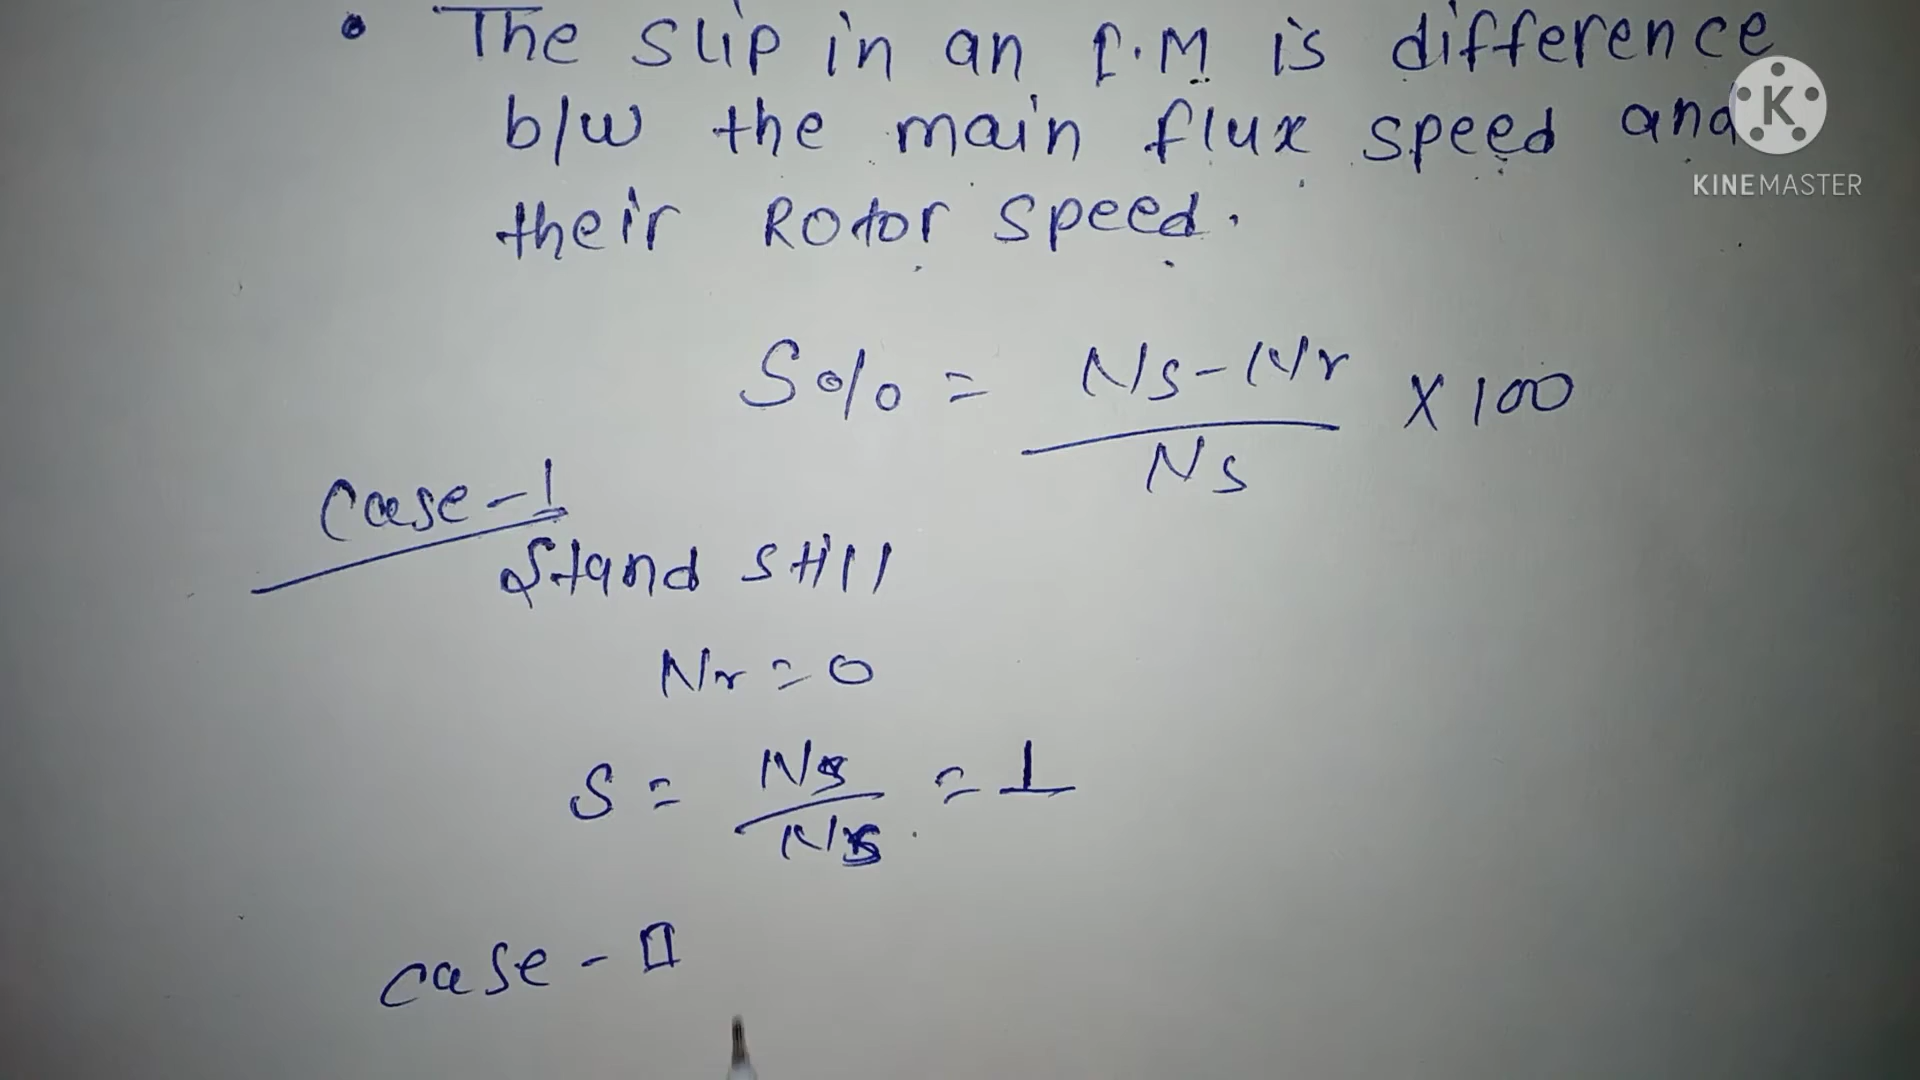 • The slip in an I.M is difference
b/w the main flux speed and
their Rotor speed.
K
KINEMASTER
S% = Ns-Nr / Ns × 100
Case-1
Stand still
Nr = 0
S = Ns / Ns = 1
case - II